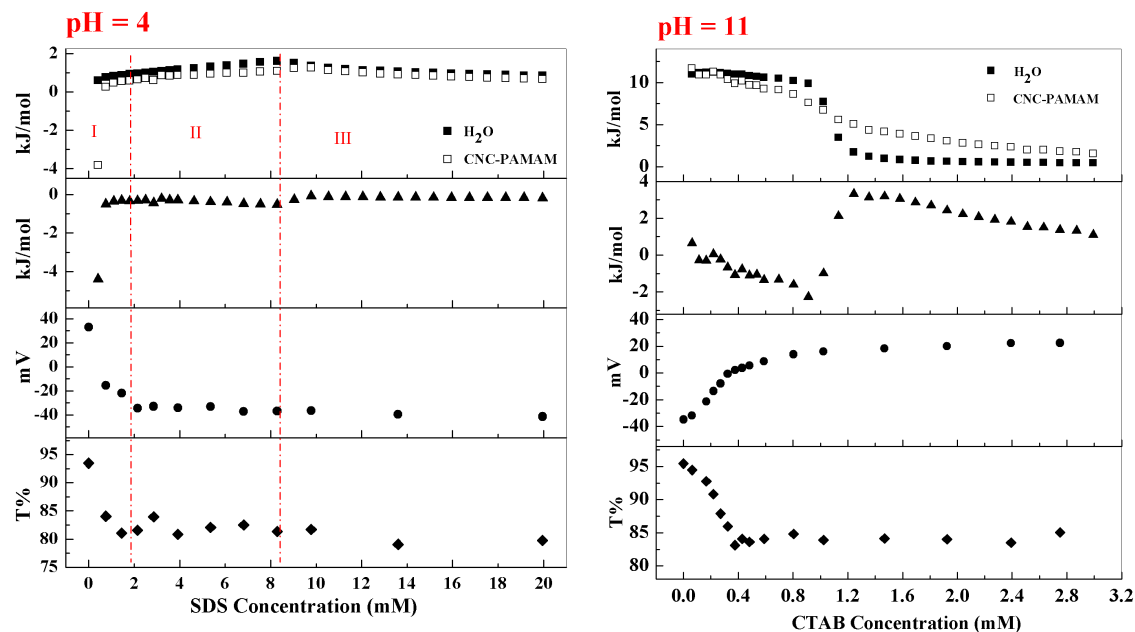 pH = 4
2
0
-2
-4
kJ/mol
I
II
III
H₂O
CNC-PAMAM
0
-2
-4
kJ/mol
40
20
0
-20
-40
mV
95
90
85
80
75
T%
0 2 4 6 8 10 12 14 16 18 20
SDS Concentration (mM)
pH = 11
10
5
0
kJ/mol
H₂O
CNC-PAMAM
4
2
0
-2
kJ/mol
40
20
0
-20
-40
mV
95
90
85
80
T%
0.0 0.4 0.8 1.2 1.6 2.0 2.4 2.8 3.2
CTAB Concentration (mM)